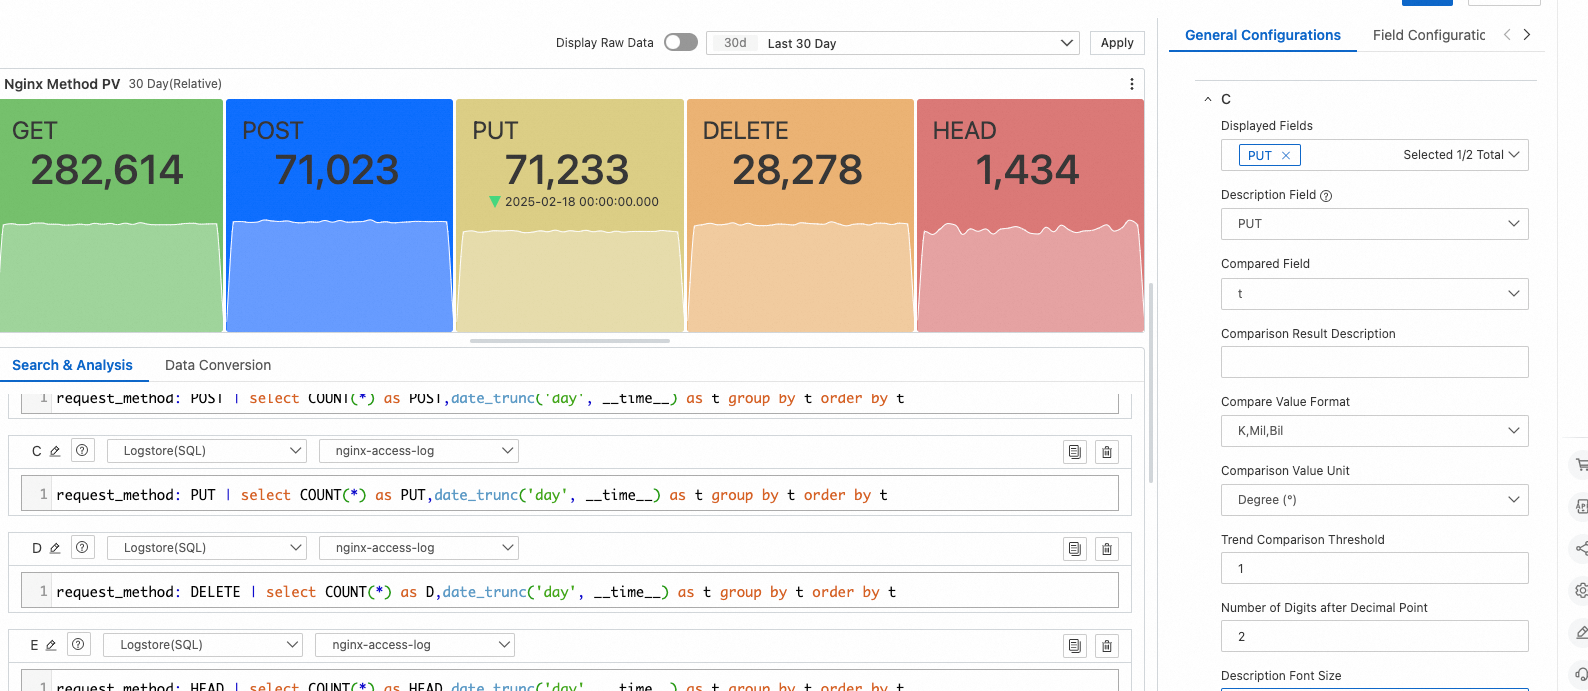 Display Raw Data
30d Last 30 Day
Apply
General Configurations
Field Configuratic
Nginx Method PV 30 Day(Relative)
GET
282,614
POST
71,023
PUT
71,233
2025-02-18 00:00:00.000
DELETE
28,278
HEAD
1,434
C
Displayed Fields
PUT ×
Selected 1/2 Total
Description Field
PUT
Compared Field
t
Comparison Result Description
Compare Value Format
K,Mil,Bil
Comparison Value Unit
Degree (°)
Trend Comparison Threshold
1
Number of Digits after Decimal Point
2
Description Font Size
Search & Analysis
Data Conversion
1 request_method: POST | select COUNT(*) as POST,date_trunc('day', __time__) as t group by t order by t
C Logstore(SQL) nginx-access-log
1 request_method: PUT | select COUNT(*) as PUT,date_trunc('day', __time__) as t group by t order by t
D Logstore(SQL) nginx-access-log
1 request_method: DELETE | select COUNT(*) as D,date_trunc('day', __time__) as t group by t order by t
E Logstore(SQL) nginx-access-log
1 request_method: HEAD | select COUNT(*) as HEAD,date_trunc('day', __time__) as t group by t order by t